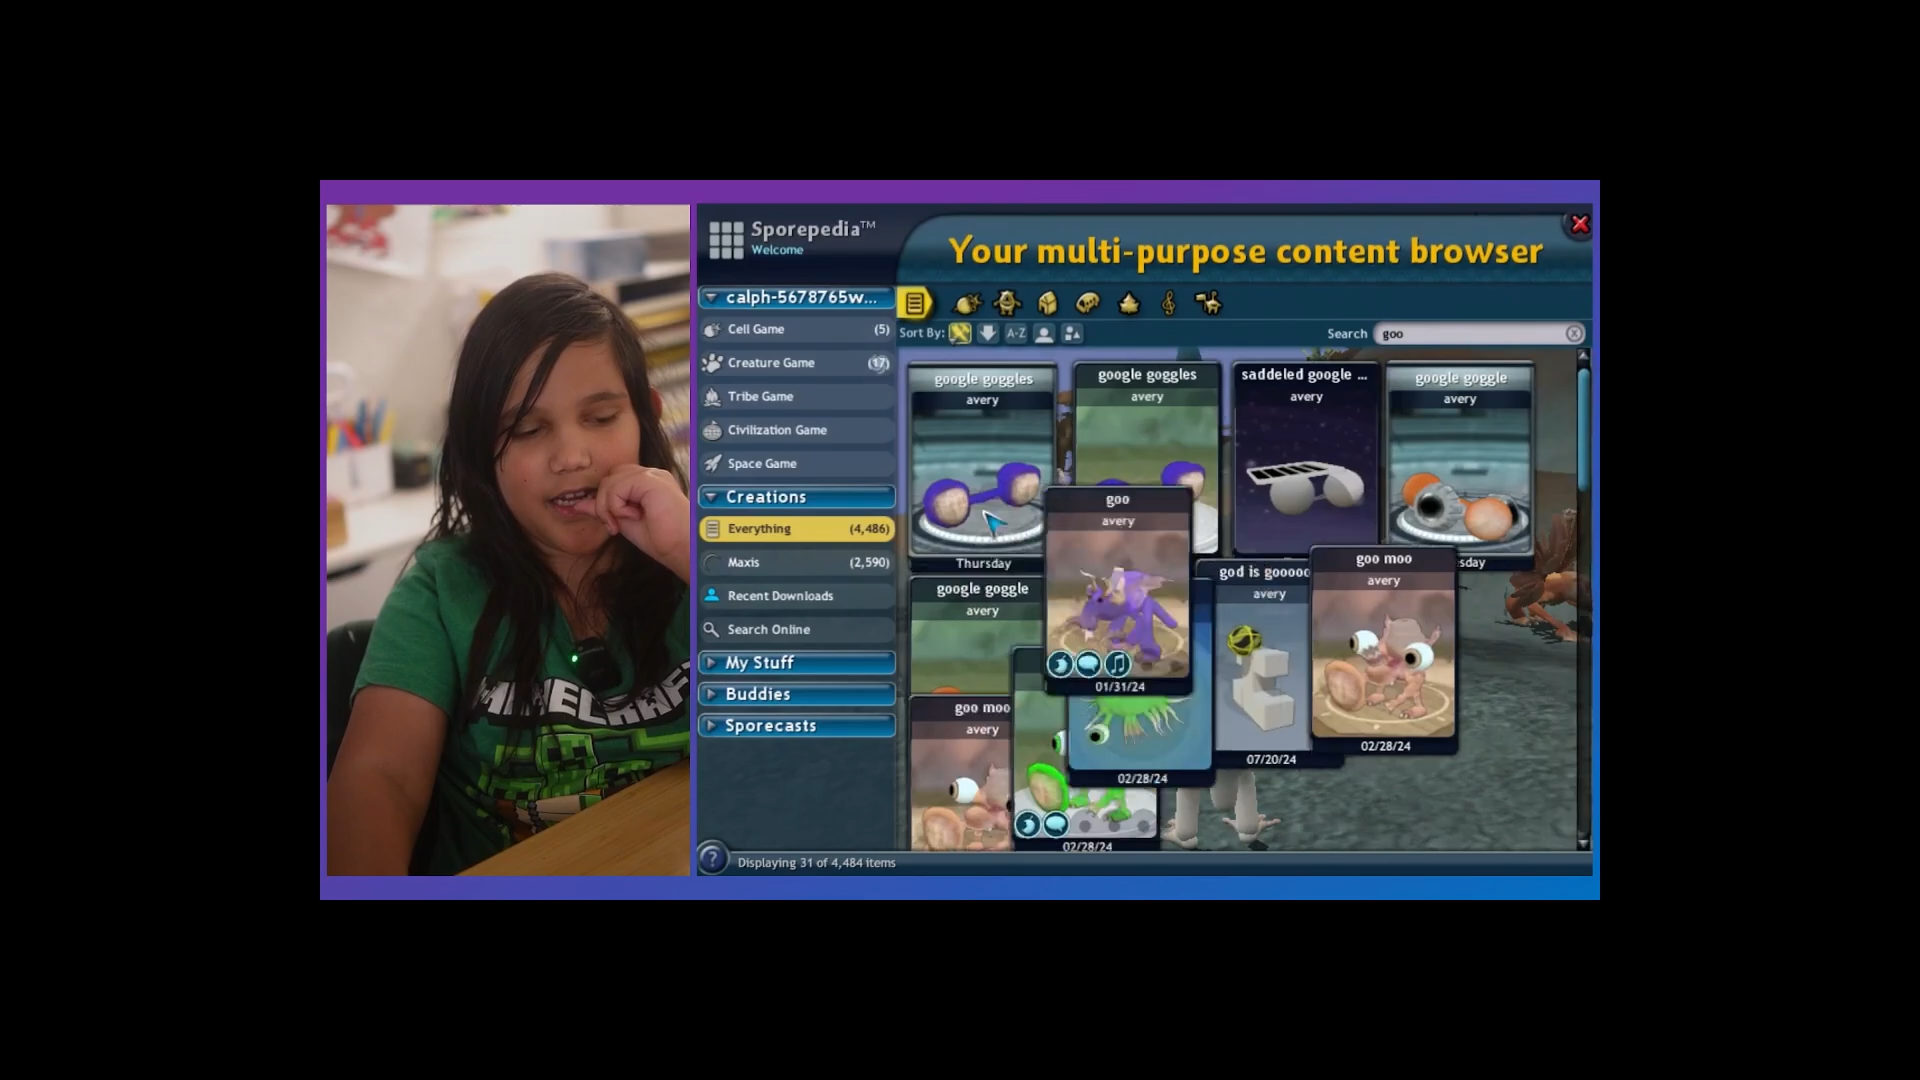 Sporepedia™
Welcome
Your multi-purpose content browser
calph-5678765w...
Cell Game (5)
Creature Game (17)
Tribe Game
Civilization Game
Space Game
Creations
Everything (4,486)
Maxis (2,590)
Recent Downloads
Search Online
My Stuff
Buddies
Sporecasts
Sort By: A-Z
Search goo
google goggles
avery
Thursday
google goggles
avery
saddeled google ...
avery
google goggle
avery
sday
google goggle
avery
goo
avery
01/31/24
god is gooooo
avery
07/20/24
goo moo
avery
02/28/24
goo moo
avery
02/28/24
02/28/24
? Displaying 31 of 4,484 items
MINECRAFT